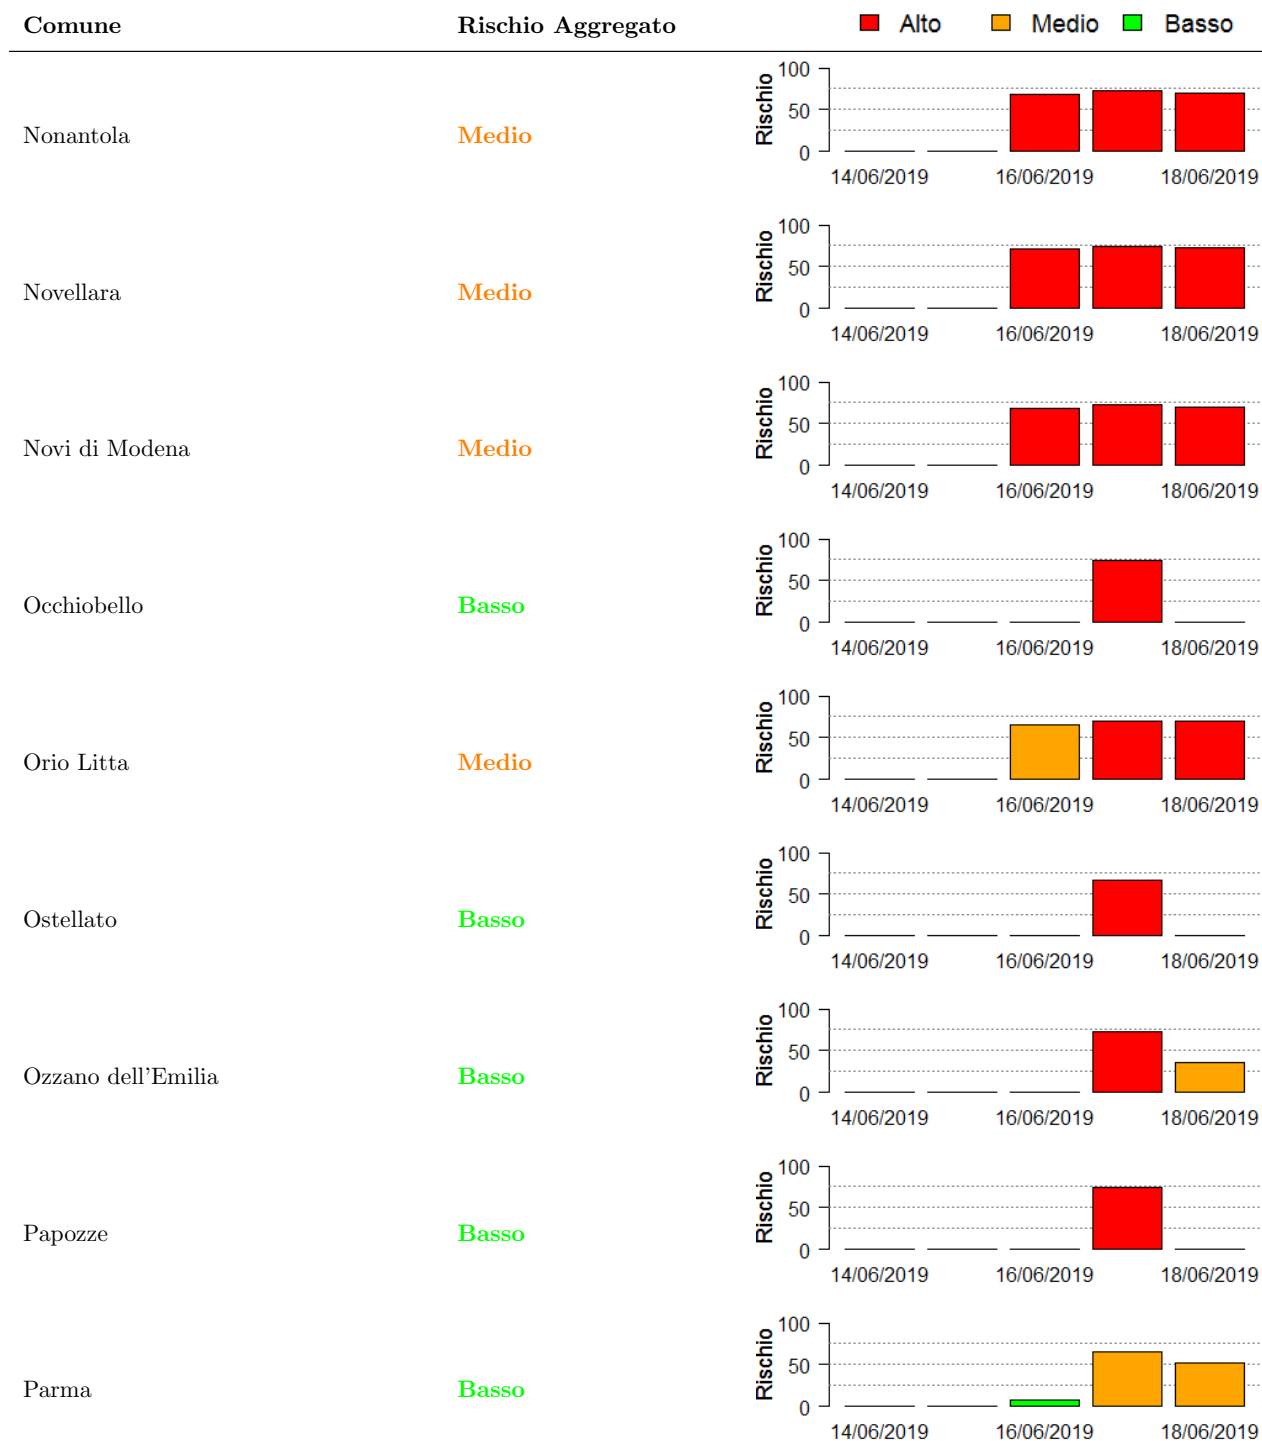 Comune Rischio Aggregato Alto Medio Basso
Nonantola Medio
Rischio
100
50
0
14/06/2019 16/06/2019 18/06/2019
Novellara Medio
Rischio
100
50
0
14/06/2019 16/06/2019 18/06/2019
Novi di Modena Medio
Rischio
100
50
0
14/06/2019 16/06/2019 18/06/2019
Occhiobello Basso
Rischio
100
50
0
14/06/2019 16/06/2019 18/06/2019
Orio Litta Medio
Rischio
100
50
0
14/06/2019 16/06/2019 18/06/2019
Ostellato Basso
Rischio
100
50
0
14/06/2019 16/06/2019 18/06/2019
Ozzano dell'Emilia Basso
Rischio
100
50
0
14/06/2019 16/06/2019 18/06/2019
Papozze Basso
Rischio
100
50
0
14/06/2019 16/06/2019 18/06/2019
Parma Basso
Rischio
100
50
0
14/06/2019 16/06/2019 18/06/2019